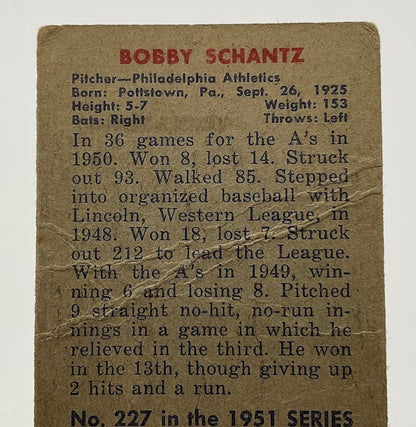 BOBBY SCHANTZ
Pitcher—Philadelphia Athletics
Born: Pottstown, Pa., Sept. 26, 1925
Height: 5-7 Weight: 153
Bats: Right Throws: Left
In 36 games for the A's in
1950. Won 8, lost 14. Struck
out 93. Walked 85. Stepped
into organized baseball with
Lincoln, Western League, in
1948. Won 18, lost 7. Struck
out 212 to lead the League.
With the A's in 1949, win-
ning 6 and losing 8. Pitched
9 straight no-hit, no-run in-
nings in a game in which he
relieved in the third. He won
in the 13th, though giving up
2 hits and a run.
No. 227 in the 1951 SERIES